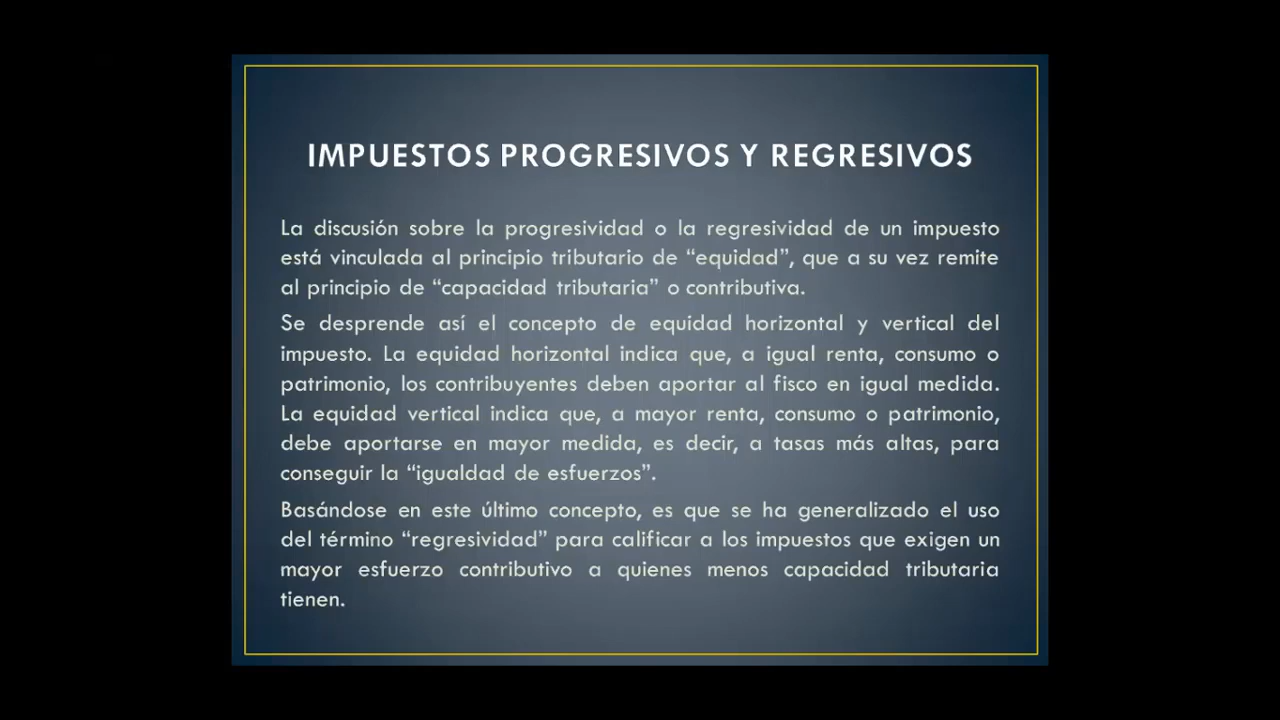 IMPUESTOS PROGRESIVOS Y REGRESIVOS
La discusión sobre la progresividad o la regresividad de un impuesto
está vinculada al principio tributario de “equidad”, que a su vez remite
al principio de “capacidad tributaria” o contributiva.
Se desprende así el concepto de equidad horizontal y vertical del
impuesto. La equidad horizontal indica que, a igual renta, consumo o
patrimonio, los contribuyentes deben aportar al fisco en igual medida.
La equidad vertical indica que, a mayor renta, consumo o patrimonio,
debe aportarse en mayor medida, es decir, a tasas más altas, para
conseguir la “igualdad de esfuerzos”.
Basándose en este último concepto, es que se ha generalizado el uso
del término “regresividad” para calificar a los impuestos que exigen un
mayor esfuerzo contributivo a quienes menos capacidad tributaria
tienen.